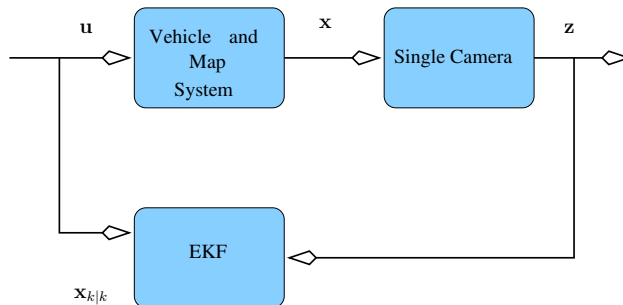 u
Vehicle and
Map
System
x
Single Camera
z
EKF
x_{k|k}